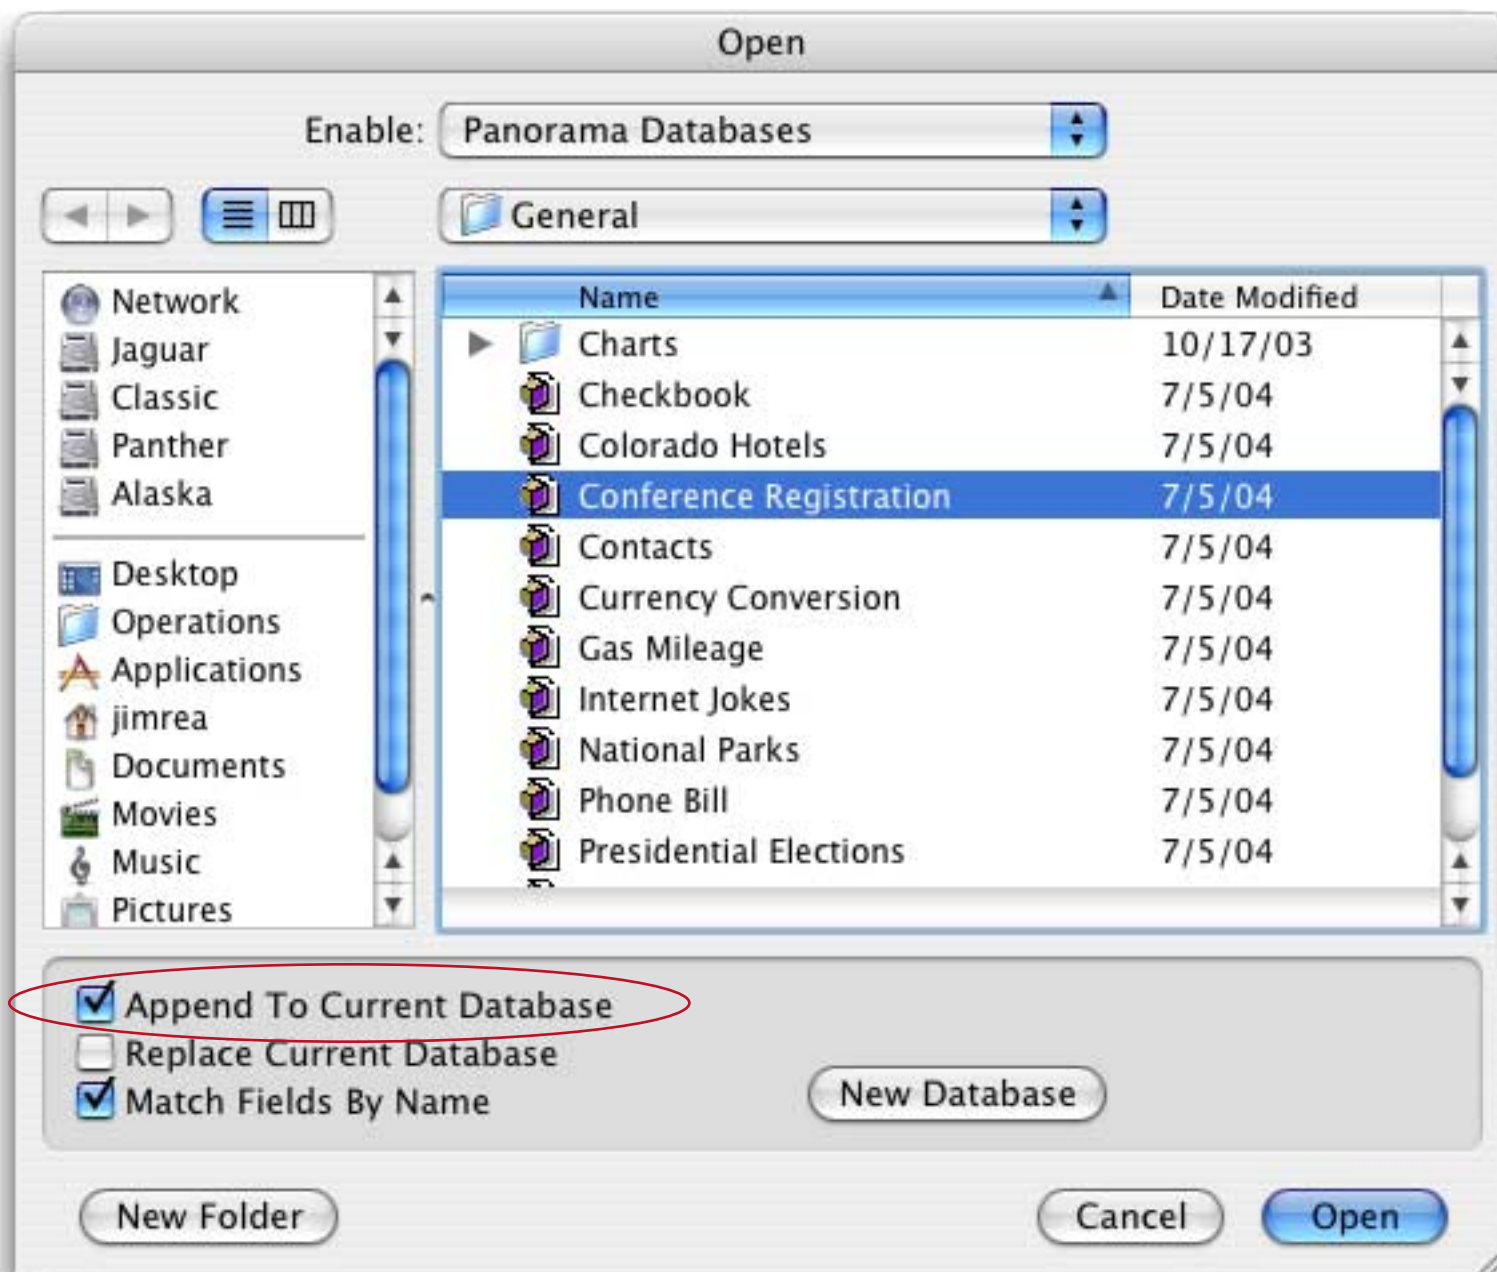 Open
Enable: Panorama Databases
General
Network
Jaguar
Classic
Panther
Alaska
Desktop
Operations
Applications
jimrea
Documents
Movies
Music
Pictures
Name Date Modified
Charts 10/17/03
Checkbook 7/5/04
Colorado Hotels 7/5/04
Conference Registration 7/5/04
Contacts 7/5/04
Currency Conversion 7/5/04
Gas Mileage 7/5/04
Internet Jokes 7/5/04
National Parks 7/5/04
Phone Bill 7/5/04
Presidential Elections 7/5/04
Append To Current Database
Replace Current Database
Match Fields By Name
New Database
New Folder Cancel Open